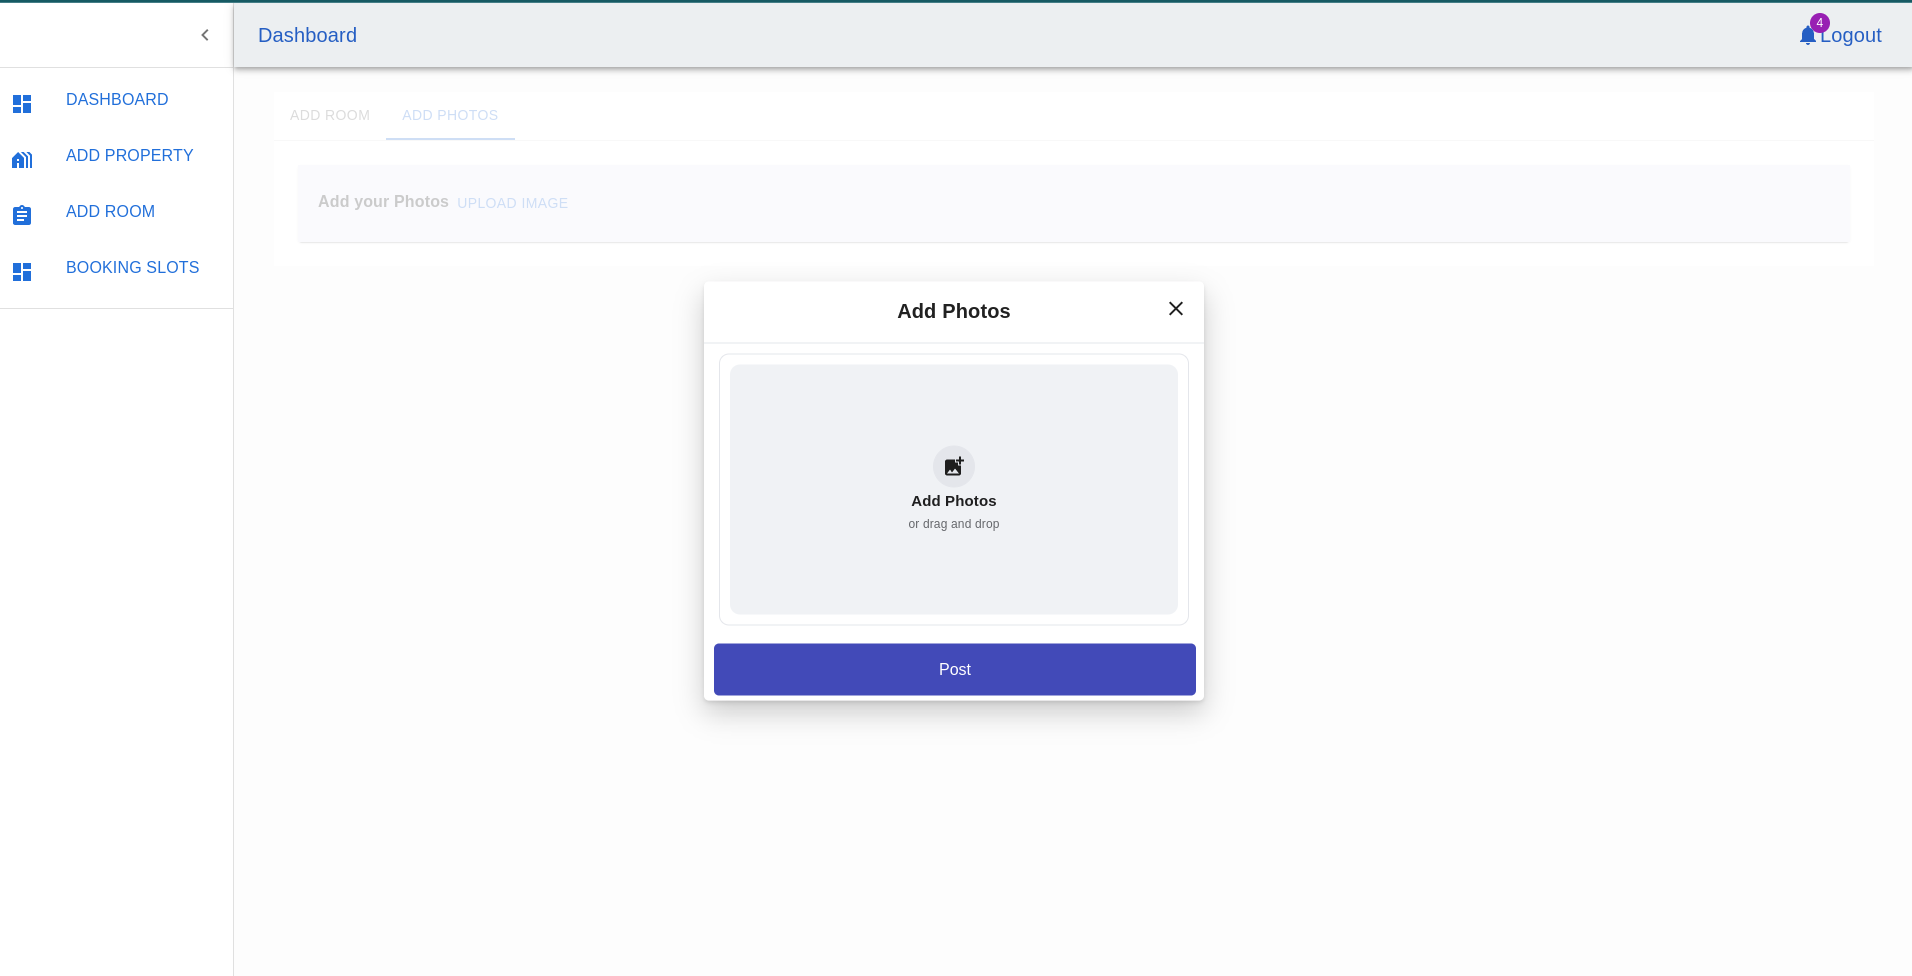 Dashboard
4
Logout
DASHBOARD
ADD PROPERTY
ADD ROOM
BOOKING SLOTS
ADD ROOM
ADD PHOTOS
Add your Photos UPLOAD IMAGE
Add Photos
Add Photos
or drag and drop
Post